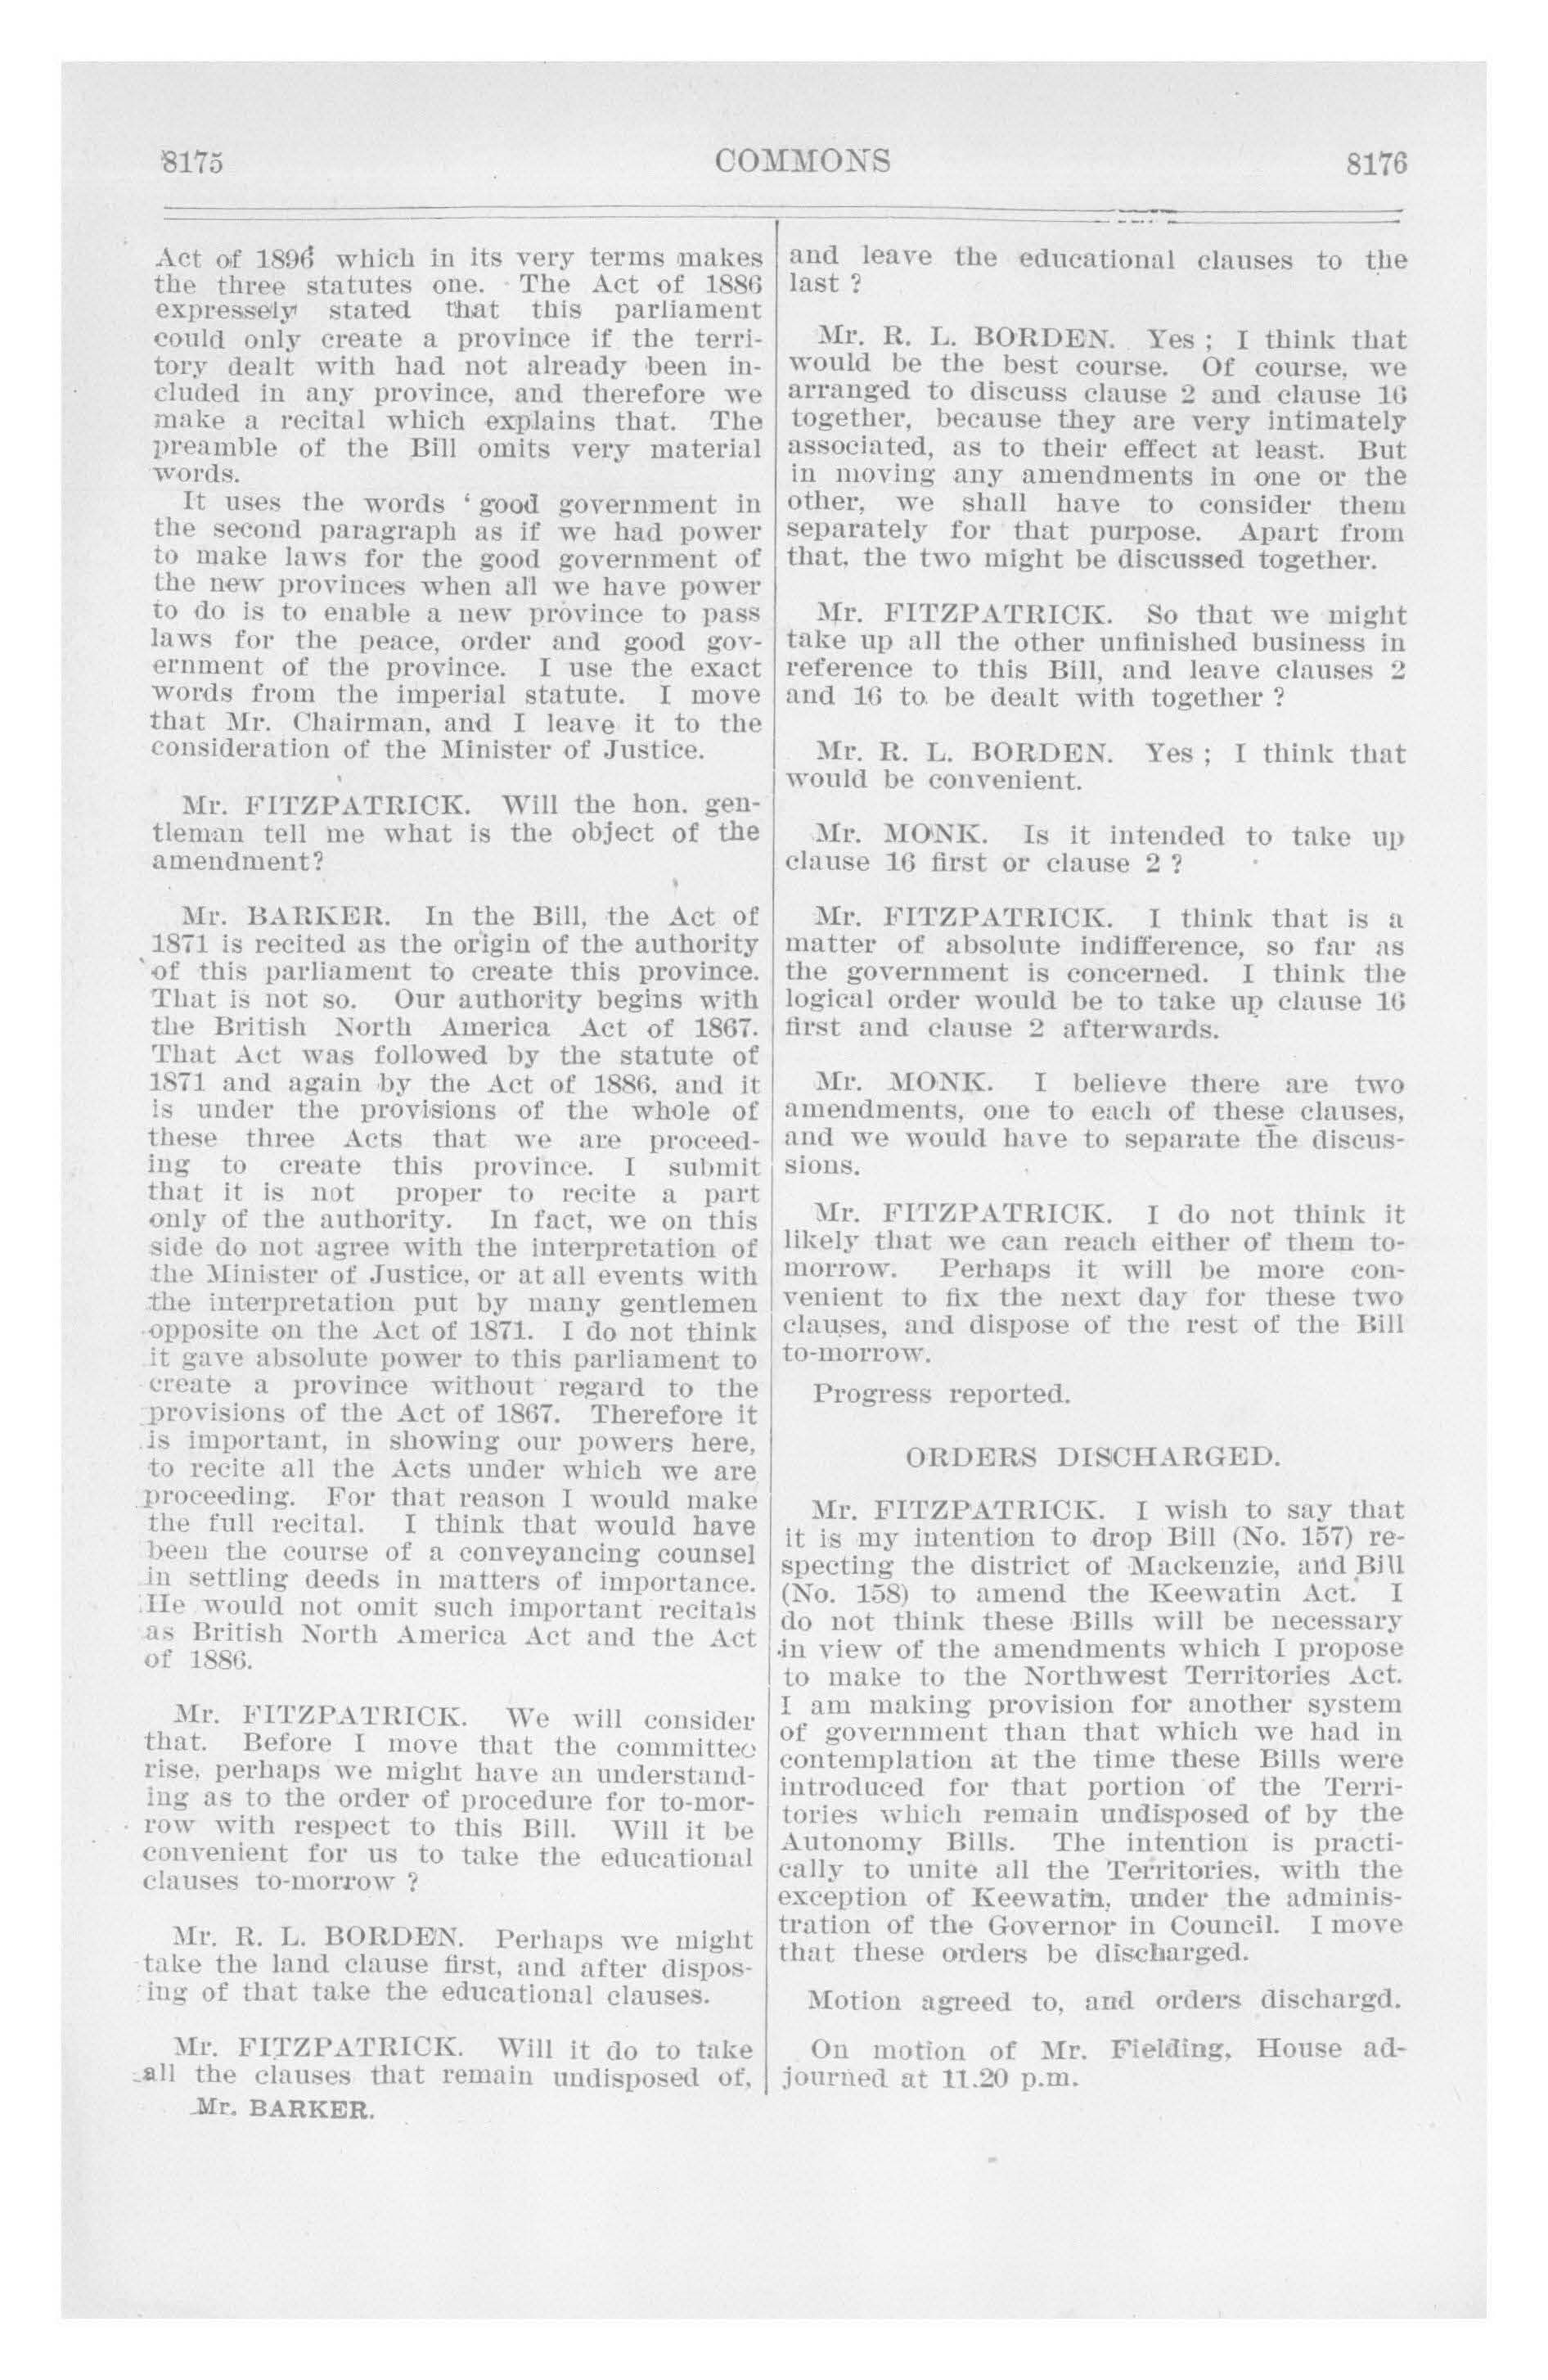 8175
COMMONS
8176
Act of 1896 which in its very terms makes
the three statutes one. The Act of 1886
expressely stated that this parliament
could only create a province if the terri-
tory dealt with had not already been in-
cluded in any province, and therefore we
make a recital which explains that. The
preamble of the Bill omits very material
words.
It uses the words ‘ good government in
the second paragraph as if we had power
to make laws for the good government of
the new provinces when all we have power
to do is to enable a new province to pass
laws for the peace, order and good gov-
ernment of the province. I use the exact
words from the imperial statute. I move
that Mr. Chairman, and I leave it to the
consideration of the Minister of Justice.
Mr. FITZPATRICK. Will the hon. gen-
tleman tell me what is the object of the
amendment?
Mr. BARKER. In the Bill, the Act of
1871 is recited as the origin of the authority
of this parliament to create this province.
That is not so. Our authority begins with
the British North America Act of 1867.
That Act was followed by the statute of
1871 and again by the Act of 1886, and it
is under the provisions of the whole of
these three Acts that we are proceed-
ing to create this province. I submit
that it is not proper to recite a part
only of the authority. In fact, we on this
side do not agree with the interpretation of
the Minister of Justice, or at all events with
the interpretation put by many gentlemen
opposite on the Act of 1871. I do not think
it gave absolute power to this parliament to
create a province without regard to the
provisions of the Act of 1867. Therefore it
is important, in showing our powers here,
to recite all the Acts under which we are
proceeding. For that reason I would make
the full recital. I think that would have
been the course of a conveyancing counsel
in settling deeds in matters of importance.
He would not omit such important recitals
as British North America Act and the Act
of 1886.
Mr. FITZPATRICK. We will consider
that. Before I move that the committee
rise, perhaps we might have an understand-
ing as to the order of procedure for to-mor-
row with respect to this Bill. Will it be
convenient for us to take the educational
clauses to-morrow ?
Mr. R. L. BORDEN. Perhaps we might
take the land clause first, and after dispos-
ing of that take the educational clauses.
Mr. FITZPATRICK. Will it do to take
all the clauses that remain undisposed of,
Mr. BARKER.
and leave the educational clauses to the
last ?
Mr. R. L. BORDEN. Yes ; I think that
would be the best course. Of course, we
arranged to discuss clause 2 and clause 16
together, because they are very intimately
associated, as to their effect at least. But
in moving any amendments in one or the
other, we shall have to consider them
separately for that purpose. Apart from
that, the two might be discussed together.
Mr. FITZPATRICK. So that we might
take up all the other unfinished business in
reference to this Bill, and leave clauses 2
and 16 to be dealt with together ?
Mr. R. L. BORDEN. Yes ; I think that
would be convenient.
Mr. MONK. Is it intended to take up
clause 16 first or clause 2 ?
Mr. FITZPATRICK. I think that is a
matter of absolute indifference, so far as
the government is concerned. I think the
logical order would be to take up clause 16
first and clause 2 afterwards.
Mr. MONK. I believe there are two
amendments, one to each of these clauses,
and we would have to separate the discus-
sions.
Mr. FITZPATRICK. I do not think it
likely that we can reach either of them to-
morrow. Perhaps it will be more con-
venient to fix the next day for these two
clauses, and dispose of the rest of the Bill
to-morrow.
Progress reported.
ORDERS DISCHARGED.
Mr. FITZPATRICK. I wish to say that
it is my intention to drop Bill (No. 157) re-
specting the district of Mackenzie, and Bill
(No. 158) to amend the Keewatin Act. I
do not think these Bills will be necessary
in view of the amendments which I propose
to make to the Northwest Territories Act.
I am making provision for another system
of government than that which we had in
contemplation at the time these Bills were
introduced for that portion of the Terri-
tories which remain undisposed of by the
Autonomy Bills. The intention is practi-
cally to unite all the Territories, with the
exception of Keewatin, under the adminis-
tration of the Governor in Council. I move
that these orders be discharged.
Motion agreed to, and orders dischargd.
On motion of Mr. Fielding, House ad-
journed at 11.20 p.m.